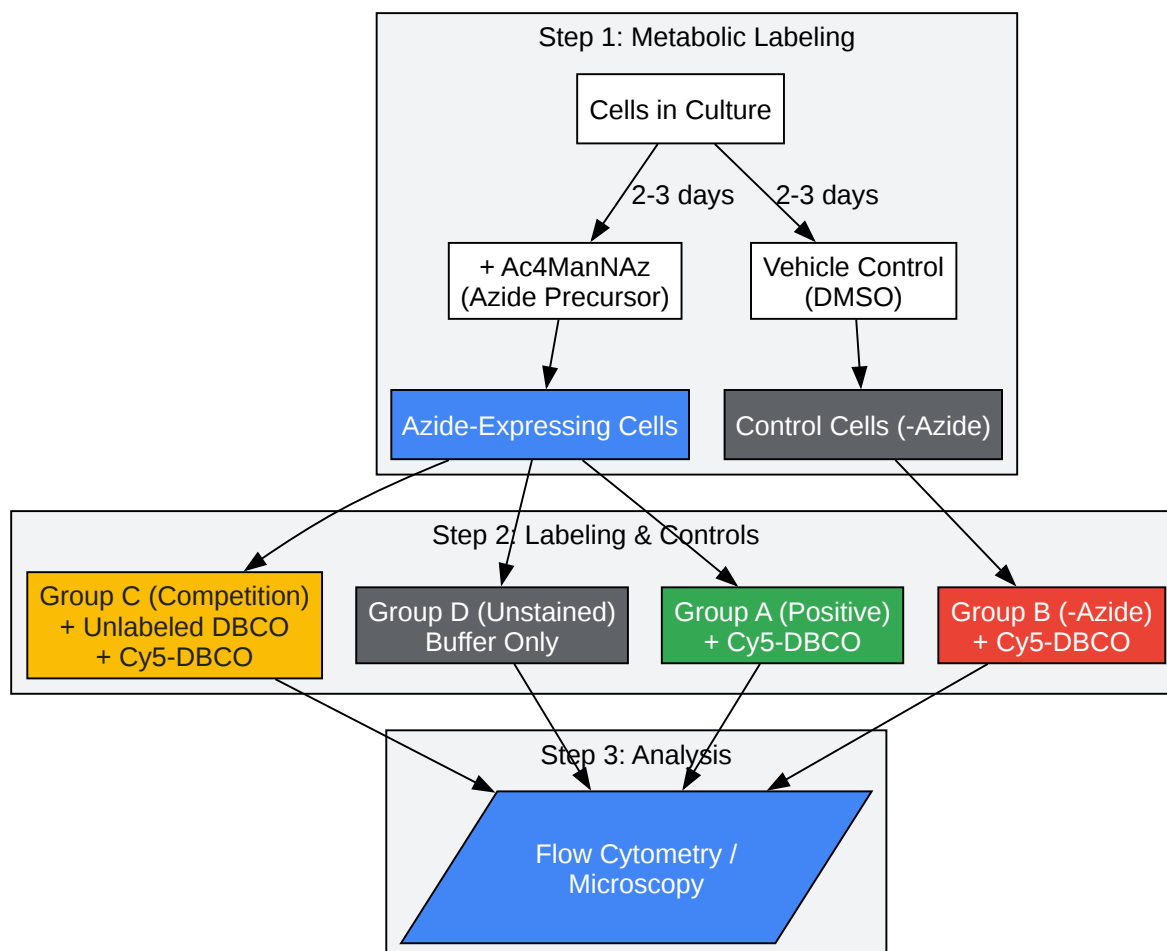 Step 1: Metabolic Labeling
Cells in Culture
2-3 days
2-3 days
+ Ac4ManNAz
(Azide Precursor)
Vehicle Control
(DMSO)
Azide-Expressing Cells
Control Cells (-Azide)
Step 2: Labeling & Controls
Group C (Competition)
+ Unlabeled DBCO
+ Cy5-DBCO
Group D (Unstained)
Buffer Only
Group A (Positive)
+ Cy5-DBCO
Group B (-Azide)
+ Cy5-DBCO
Step 3: Analysis
Flow Cytometry /
Microscopy